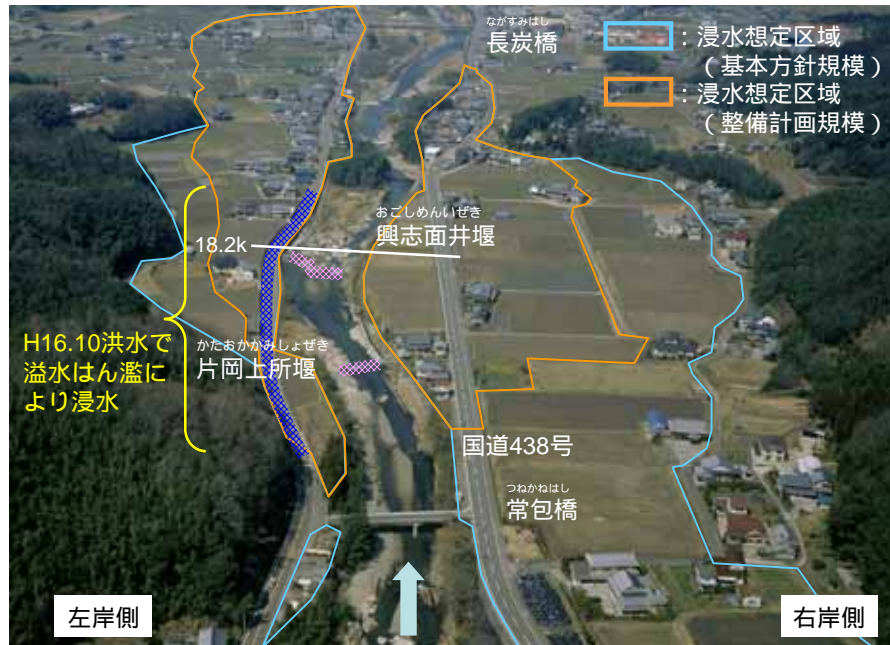 ながすみはし
長炭橋
：浸水想定区域
（基本方針規模）
：浸水想定区域
（整備計画規模）
おごしめんいぜき
興志面井堰
18.2k
H16.10洪水で
溢水はん濫に
より浸水
かたおかかみしょぜき
片岡上所堰
国道438号
つねかねはし
常包橋
左岸側
右岸側